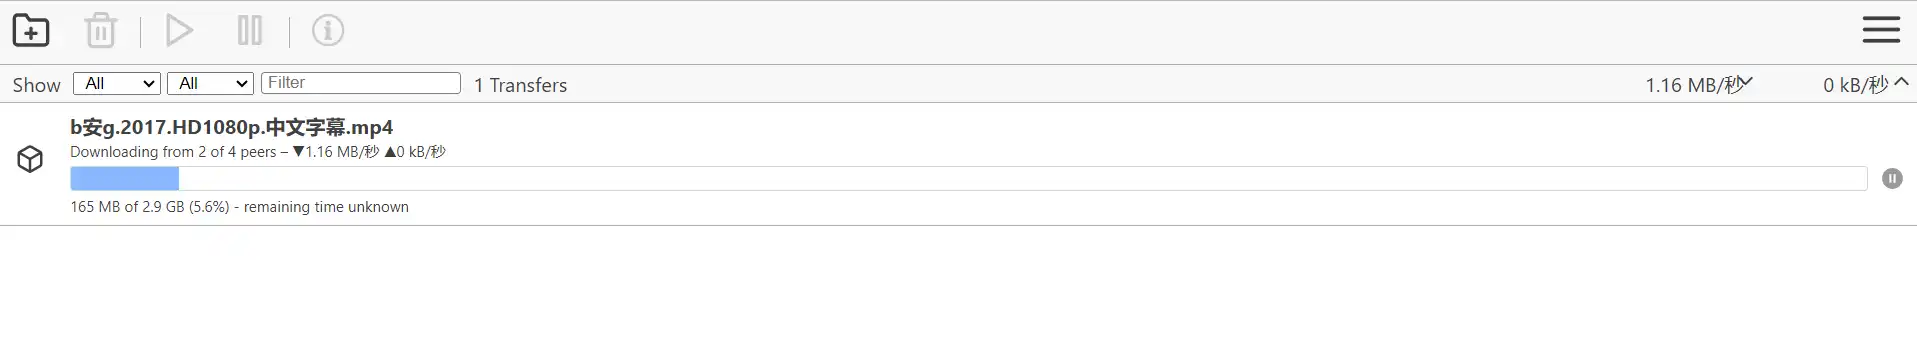 Show All All Filter 1 Transfers 1.16 MB/秒 0 kB/秒
b安g.2017.HD1080p.中文字幕.mp4
Downloading from 2 of 4 peers – ▼1.16 MB/秒 ▲0 kB/秒
165 MB of 2.9 GB (5.6%) - remaining time unknown